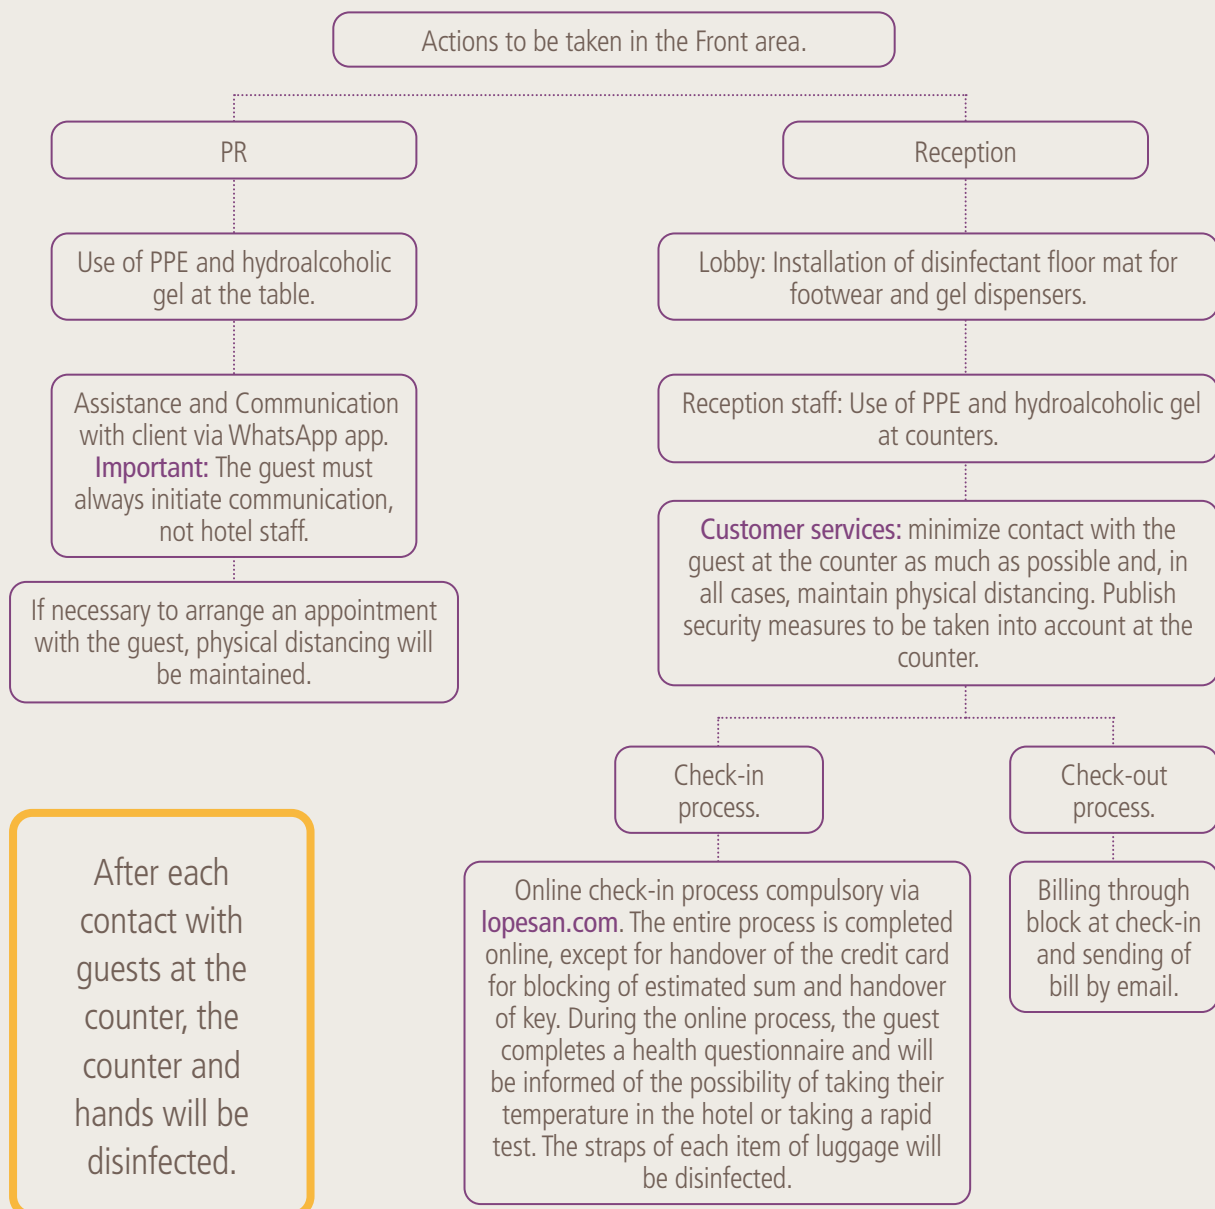 Actions to be taken in the Front area.
PR
Use of PPE and hydroalcoholic
gel at the table.
Assistance and Communication
with client via WhatsApp app.
Important: The guest must
always initiate communication,
not hotel staff.
If necessary to arrange an appointment
with the guest, physical distancing will
be maintained.
Reception
Lobby: Installation of disinfectant floor mat for
footwear and gel dispensers.
Reception staff: Use of PPE and hydroalcoholic gel
at counters.
Customer services: minimize contact with the
guest at the counter as much as possible and, in
all cases, maintain physical distancing. Publish
security measures to be taken into account at the
counter.
Check-in
process.
Online check-in process compulsory via
lopesan.com. The entire process is completed
online, except for handover of the credit card
for blocking of estimated sum and handover
of key. During the online process, the guest
completes a health questionnaire and will
be informed of the possibility of taking their
temperature in the hotel or taking a rapid
test. The straps of each item of luggage will
be disinfected.
Check-out
process.
Billing through
block at check-in
and sending of
bill by email.
After each
contact with
guests at the
counter, the
counter and
hands will be
disinfected.